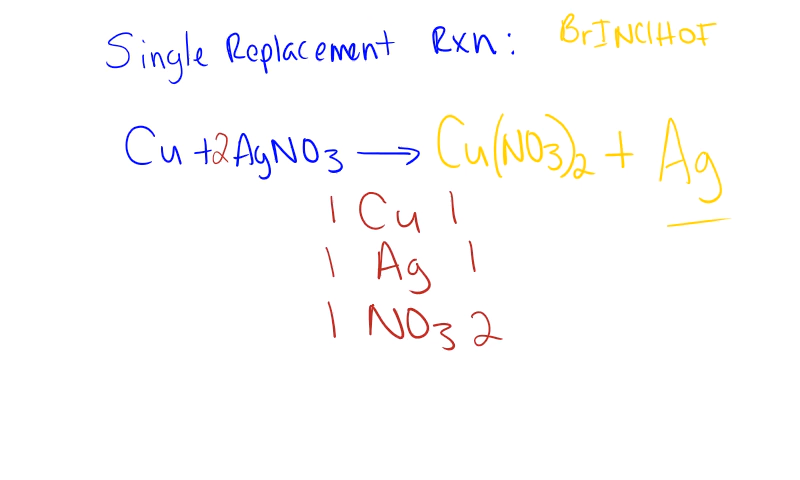 Single Replacement Rxn: BrINClHOF
Cu + 2AgNO3 → Cu(NO3)2 + Ag
1 Cu 1
1 Ag 1
1 NO3 2